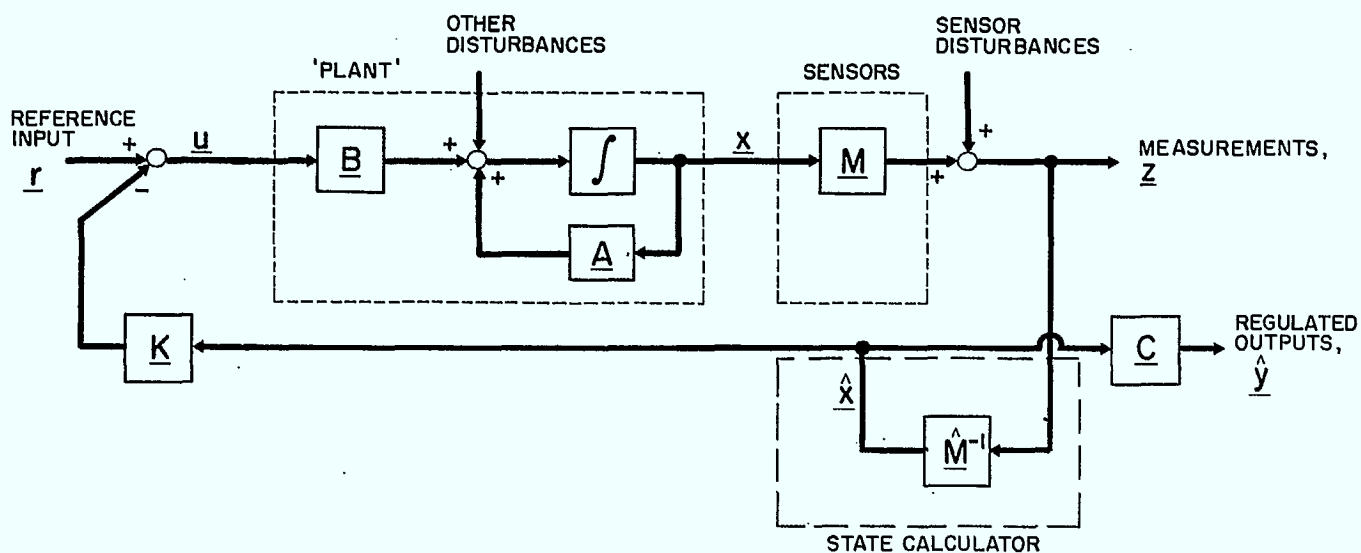 OTHER
DISTURBANCES
SENSOR
DISTURBANCES
'PLANT'
SENSORS
REFERENCE
INPUT
r
+
-
u
B
+
+
∫
A
x
M
+
+
MEASUREMENTS,
z
K
C
REGULATED
OUTPUTS,
ŷ
x̂
M̂⁻¹
STATE CALCULATOR